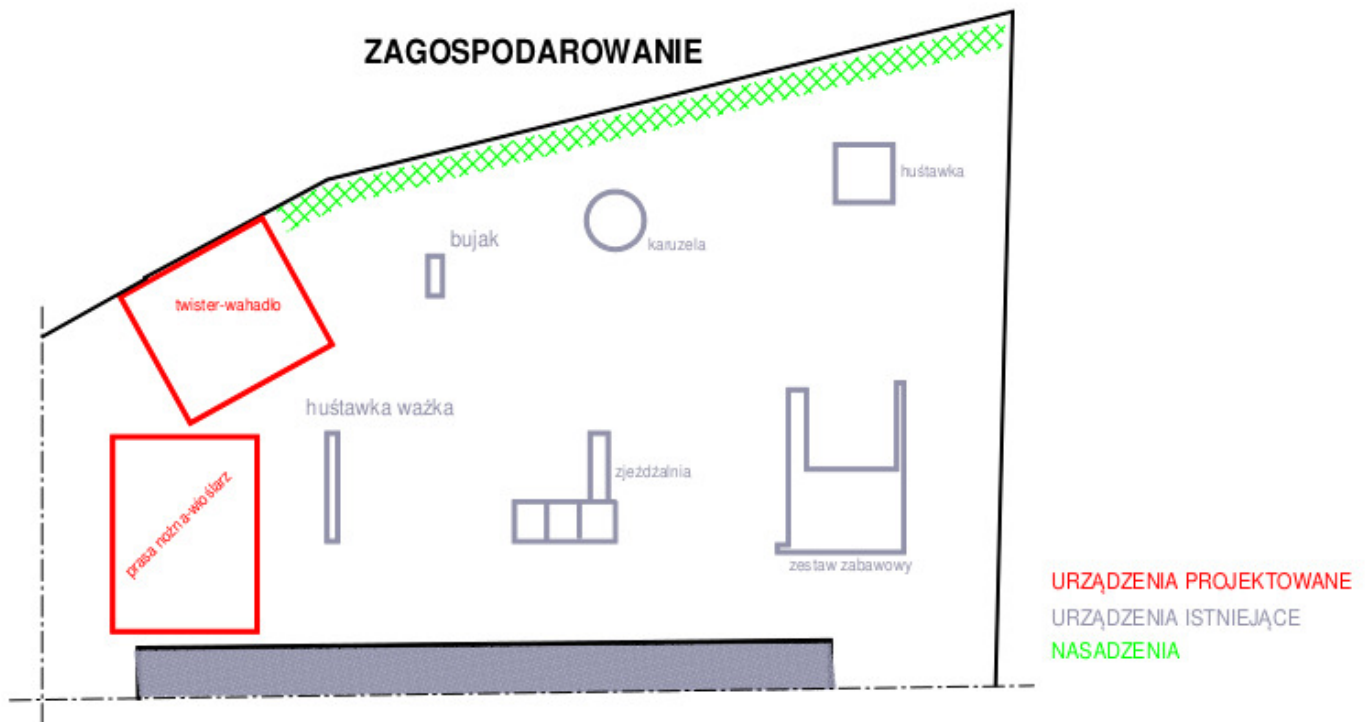 ZAGOSPODAROWANIE
huśtawka
karuzela
bujak
twister-wahadło
huśtawka ważka
zjeżdżalnia
prasa nożna-wioślarz
zestaw zabawowy
URZĄDZENIA PROJEKTOWANE
URZĄDZENIA ISTNIEJĄCE
NASADZENIA